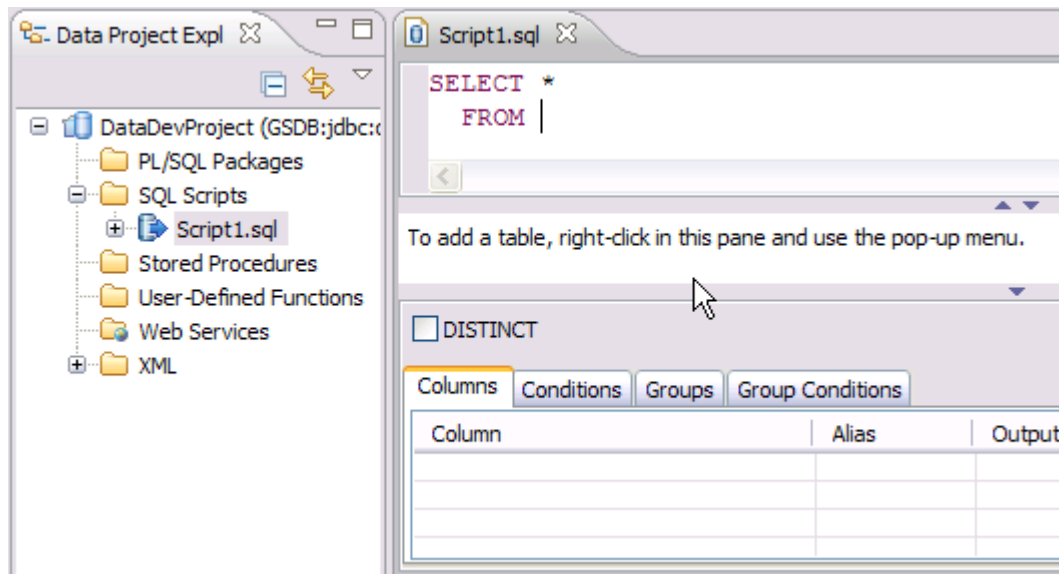 Data Project Expl
DataDevProject (GSDB:jdbc:
PL/SQL Packages
SQL Scripts
Script1.sql
Stored Procedures
User-Defined Functions
Web Services
XML
Script1.sql
SELECT *
FROM
To add a table, right-click in this pane and use the pop-up menu.
DISTINCT
Columns Conditions Groups Group Conditions
Column Alias Output